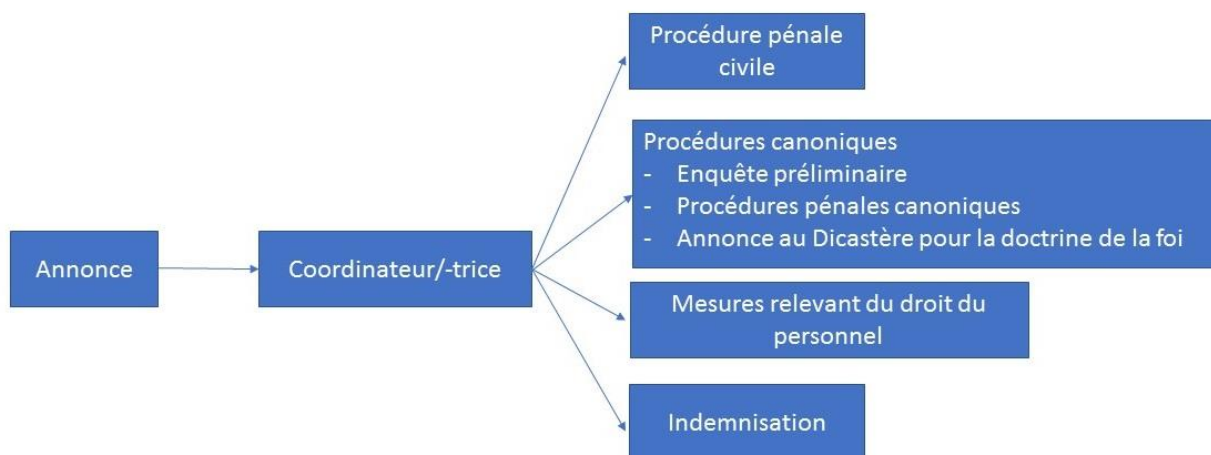 Procédure pénale
civile
Procédures canoniques
- Enquête préliminaire
- Procédures pénales canoniques
- Annonce au Dicastère pour la doctrine de la foi
Annonce
Coordinateur/-trice
Mesures relevant du droit du
personnel
Indemnisation